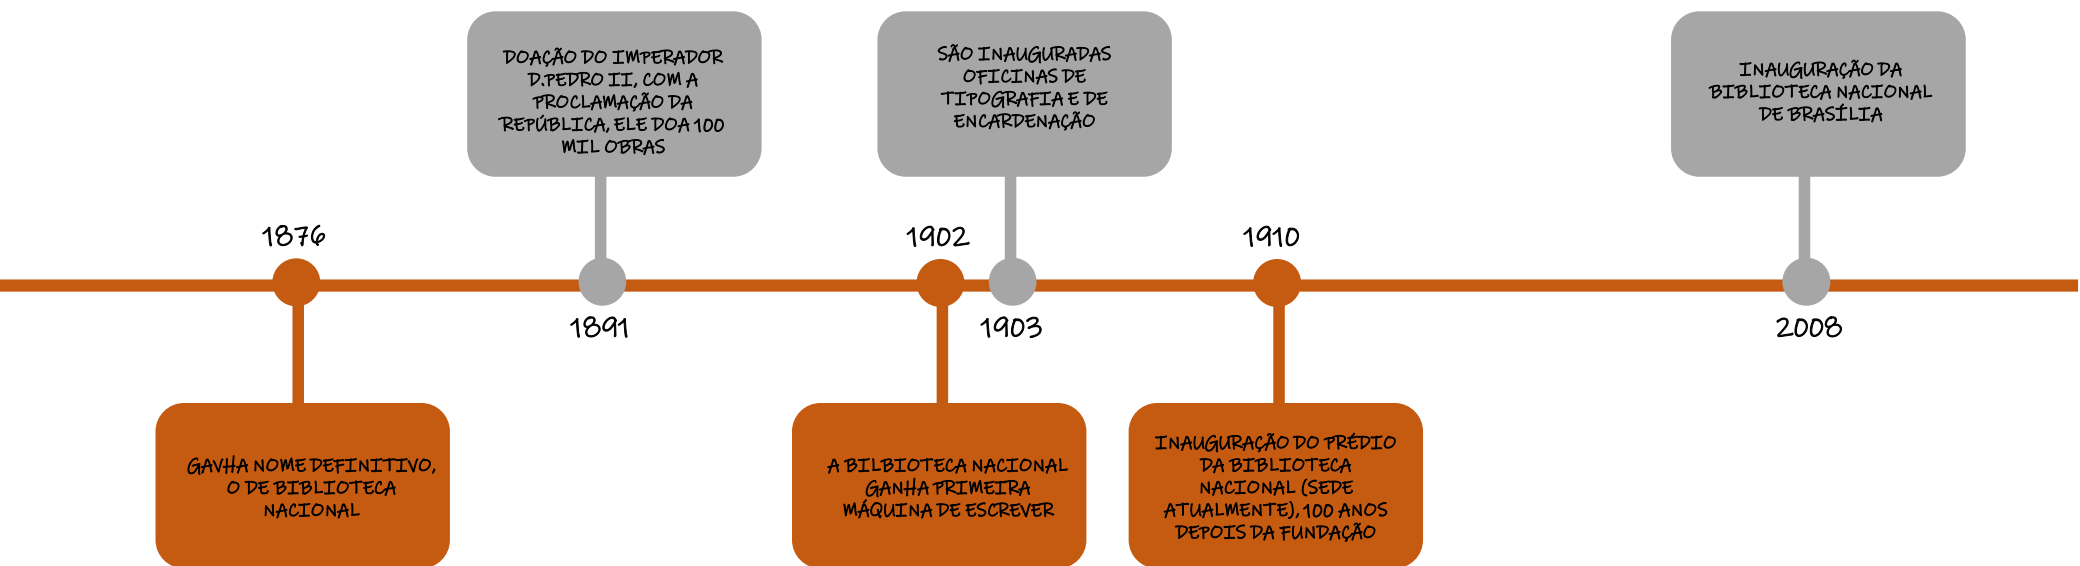 DOAÇÃO DO IMPERADOR
D.PEDRO II, COM A
PROCLAMAÇÃO DA
REPÚBLICA, ELE DOA 100
MIL OBRAS
SÃO INAUGURADAS
OFICINAS DE
TIPOGRAFIA E DE
ENCARDENAÇÃO
INAUGURAÇÃO DA
BIBLIOTECA NACIONAL
DE BRASÍLIA
1876
1902
1910
1891
1903
2008
GAVHA NOME DEFINITIVO,
O DE BIBLIOTECA
NACIONAL
A BILBIOTECA NACIONAL
GANHA PRIMEIRA
MÁQUINA DE ESCREVER
INAUGURAÇÃO DO PRÉDIO
DA BIBLIOTECA
NACIONAL (SEDE
ATUALMENTE), 100 ANOS
DEPOIS DA FUNDAÇÃO